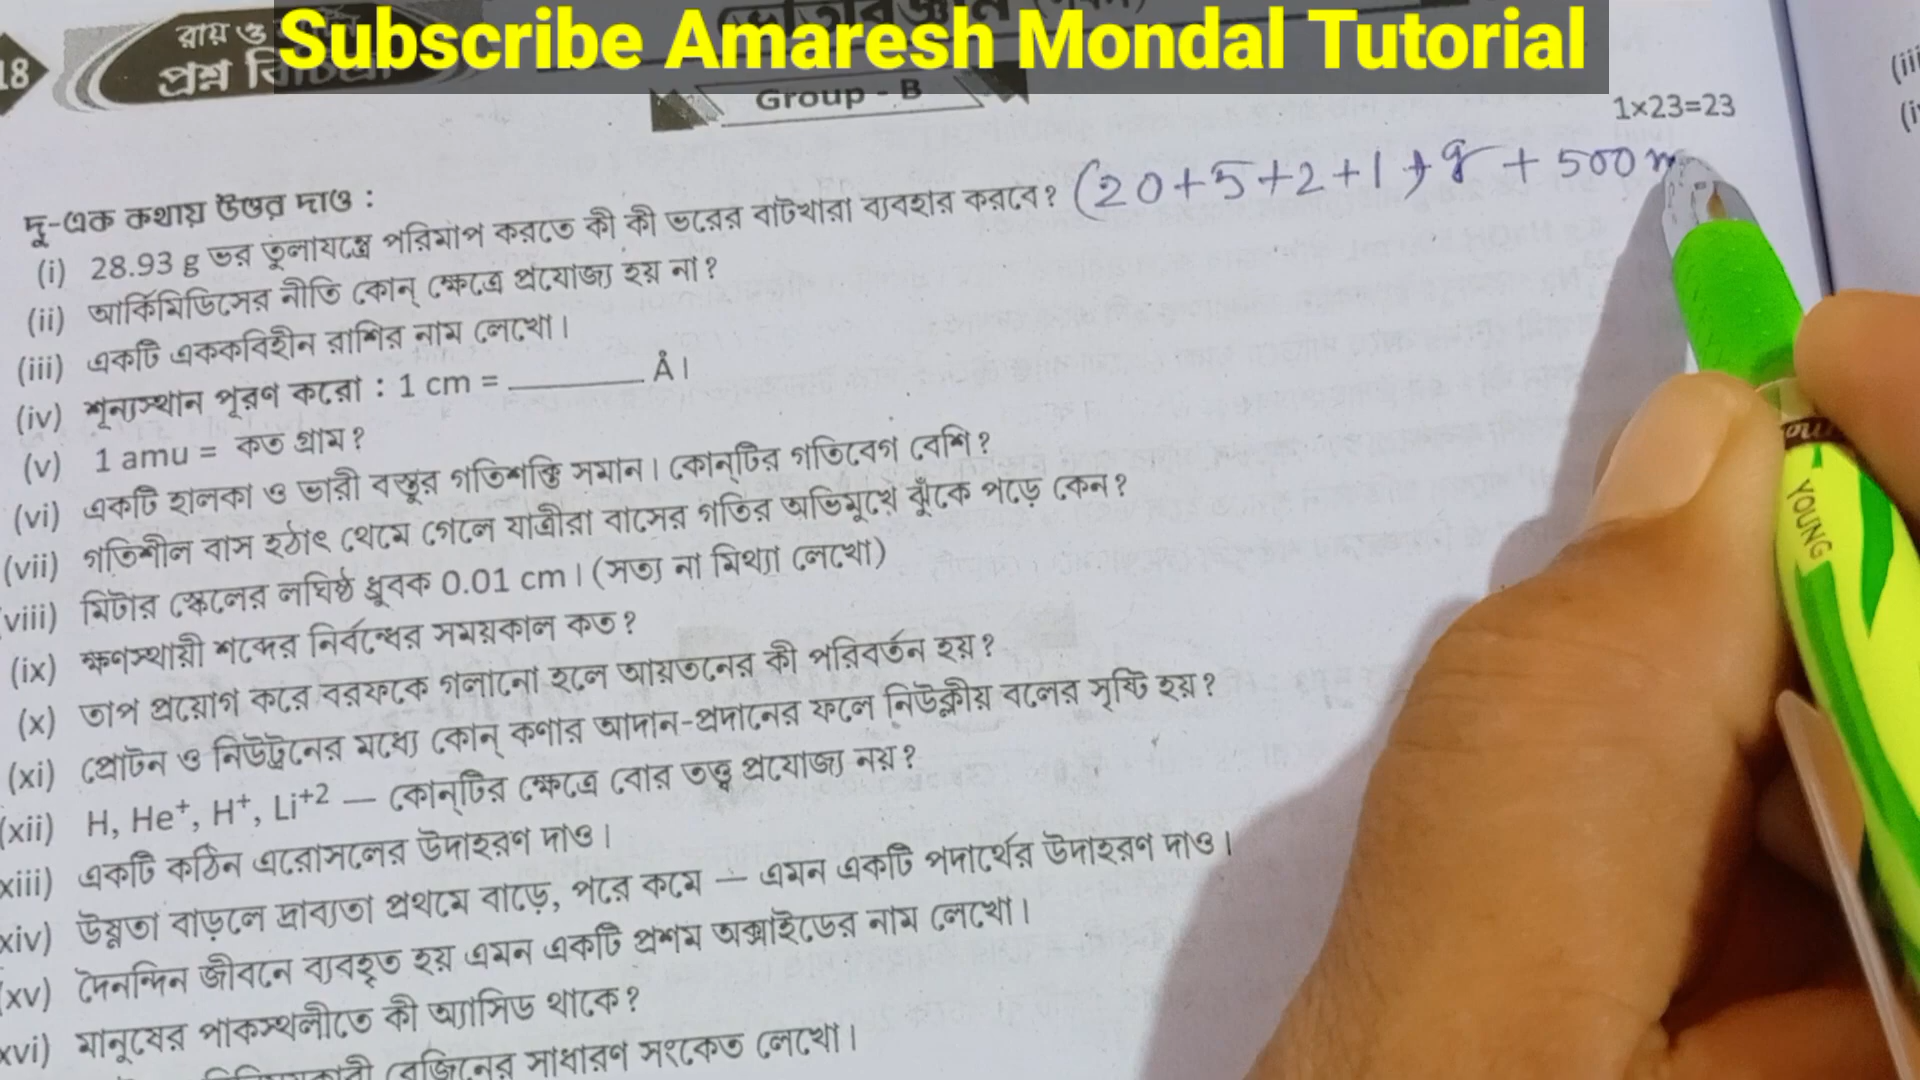 Subscribe Amaresh Mondal Tutorial
18
রায় ও
প্রশ্ন
Group - B
1×23=23
দু-এক কথায় উত্তর দাও :
(i) 28.93 g ভর তুলাযন্ত্রে পরিমাপ করতে কী কী ভরের বাটখারা ব্যবহার করবে? (20+5+2+1) g + 500 m
(ii) আর্কিমিডিসের নীতি কোন্ ক্ষেত্রে প্রযোজ্য হয় না?
(iii) একটি এককবিহীন রাশির নাম লেখো।
(iv) শূন্যস্থান পূরণ করো : 1 cm = ________ Å।
(v) 1 amu = কত গ্রাম?
(vi) একটি হালকা ও ভারী বস্তুর গতিশক্তি সমান। কোন্‌টির গতিবেগ বেশি?
(vii) গতিশীল বাস হঠাৎ থেমে গেলে যাত্রীরা বাসের গতির অভিমুখে ঝুঁকে পড়ে কেন?
viii) মিটার স্কেলের লঘিষ্ঠ ধ্রুবক 0.01 cm। (সত্য না মিথ্যা লেখো)
(ix) ক্ষণস্থায়ী শব্দের নির্বন্ধের সময়কাল কত?
(x) তাপ প্রয়োগ করে বরফকে গলানো হলে আয়তনের কী পরিবর্তন হয়?
(xi) প্রোটন ও নিউট্রনের মধ্যে কোন্ কণার আদান-প্রদানের ফলে নিউক্লীয় বলের সৃষ্টি হয়?
(xii) H, He⁺, H⁺, Li⁺² — কোন্‌টির ক্ষেত্রে বোর তত্ত্ব প্রযোজ্য নয়?
xiii) একটি কঠিন এরোসলের উদাহরণ দাও।
xiv) উষ্ণতা বাড়লে দ্রাব্যতা প্রথমে বাড়ে, পরে কমে — এমন একটি পদার্থের উদাহরণ দাও।
(xv) দৈনন্দিন জীবনে ব্যবহৃত হয় এমন একটি প্রশম অক্সাইডের নাম লেখো।
xvi) মানুষের পাকস্থলীতে কী অ্যাসিড থাকে?
রেজিনের সাধারণ সংকেত লেখো।
(iii
(i
YOUNG